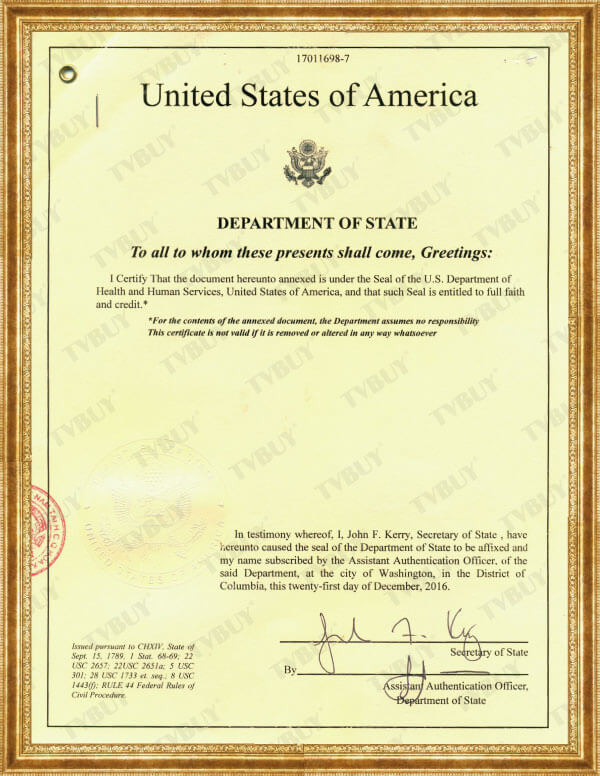 17011698-7
United States of America
DEPARTMENT OF STATE
To all to whom these presents shall come, Greetings:
I Certify That the document hereunto annexed is under the Seal of the U.S. Department of
Health and Human Services, United States of America, and that such Seal is entitled to full faith
and credit.*
*For the contents of the annexed document, the Department assumes no responsibility
This certificate is not valid if it is removed or altered in any way whatsoever
In testimony whereof, I, John F. Kerry, Secretary of State , have
hereunto caused the seal of the Department of State to be affixed and
my name subscribed by the Assistant Authentication Officer, of the
said Department, at the city of Washington, in the District of
Columbia, this twenty-first day of December, 2016.
Issued pursuant to CHXIV, State of
Sept. 15, 1789, 1 Stat. 68-69; 22
USC 2657; 22USC 2651a; 5 USC
301; 28 USC 1733 et. seq.; 8 USC
1443(f); RULE 44 Federal Rules of
Civil Procedure.
Secretary of State
By
Assistant Authentication Officer,
Department of State
TVBUY